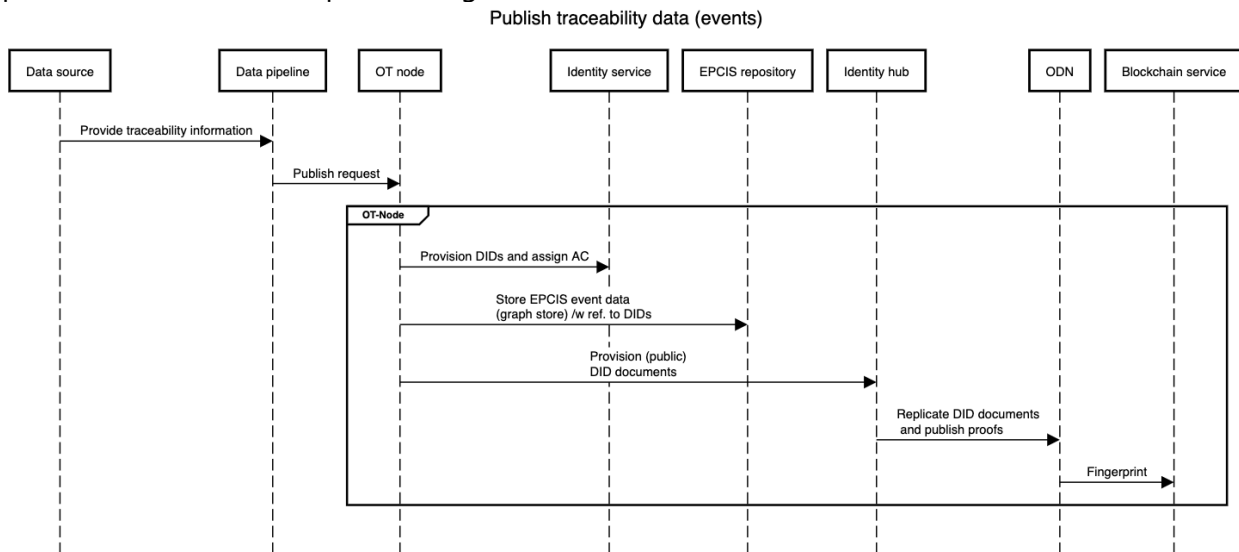 Publish traceability data (events)
Data source
Data pipeline
OT node
Identity service
EPCIS repository
Identity hub
ODN
Blockchain service
Provide traceability information
Publish request
OT-Node
Provision DIDs and assign AC
Store EPCIS event data
(graph store) /w ref. to DIDs
Provision (public)
DID documents
Replicate DID documents
and publish proofs
Fingerprint